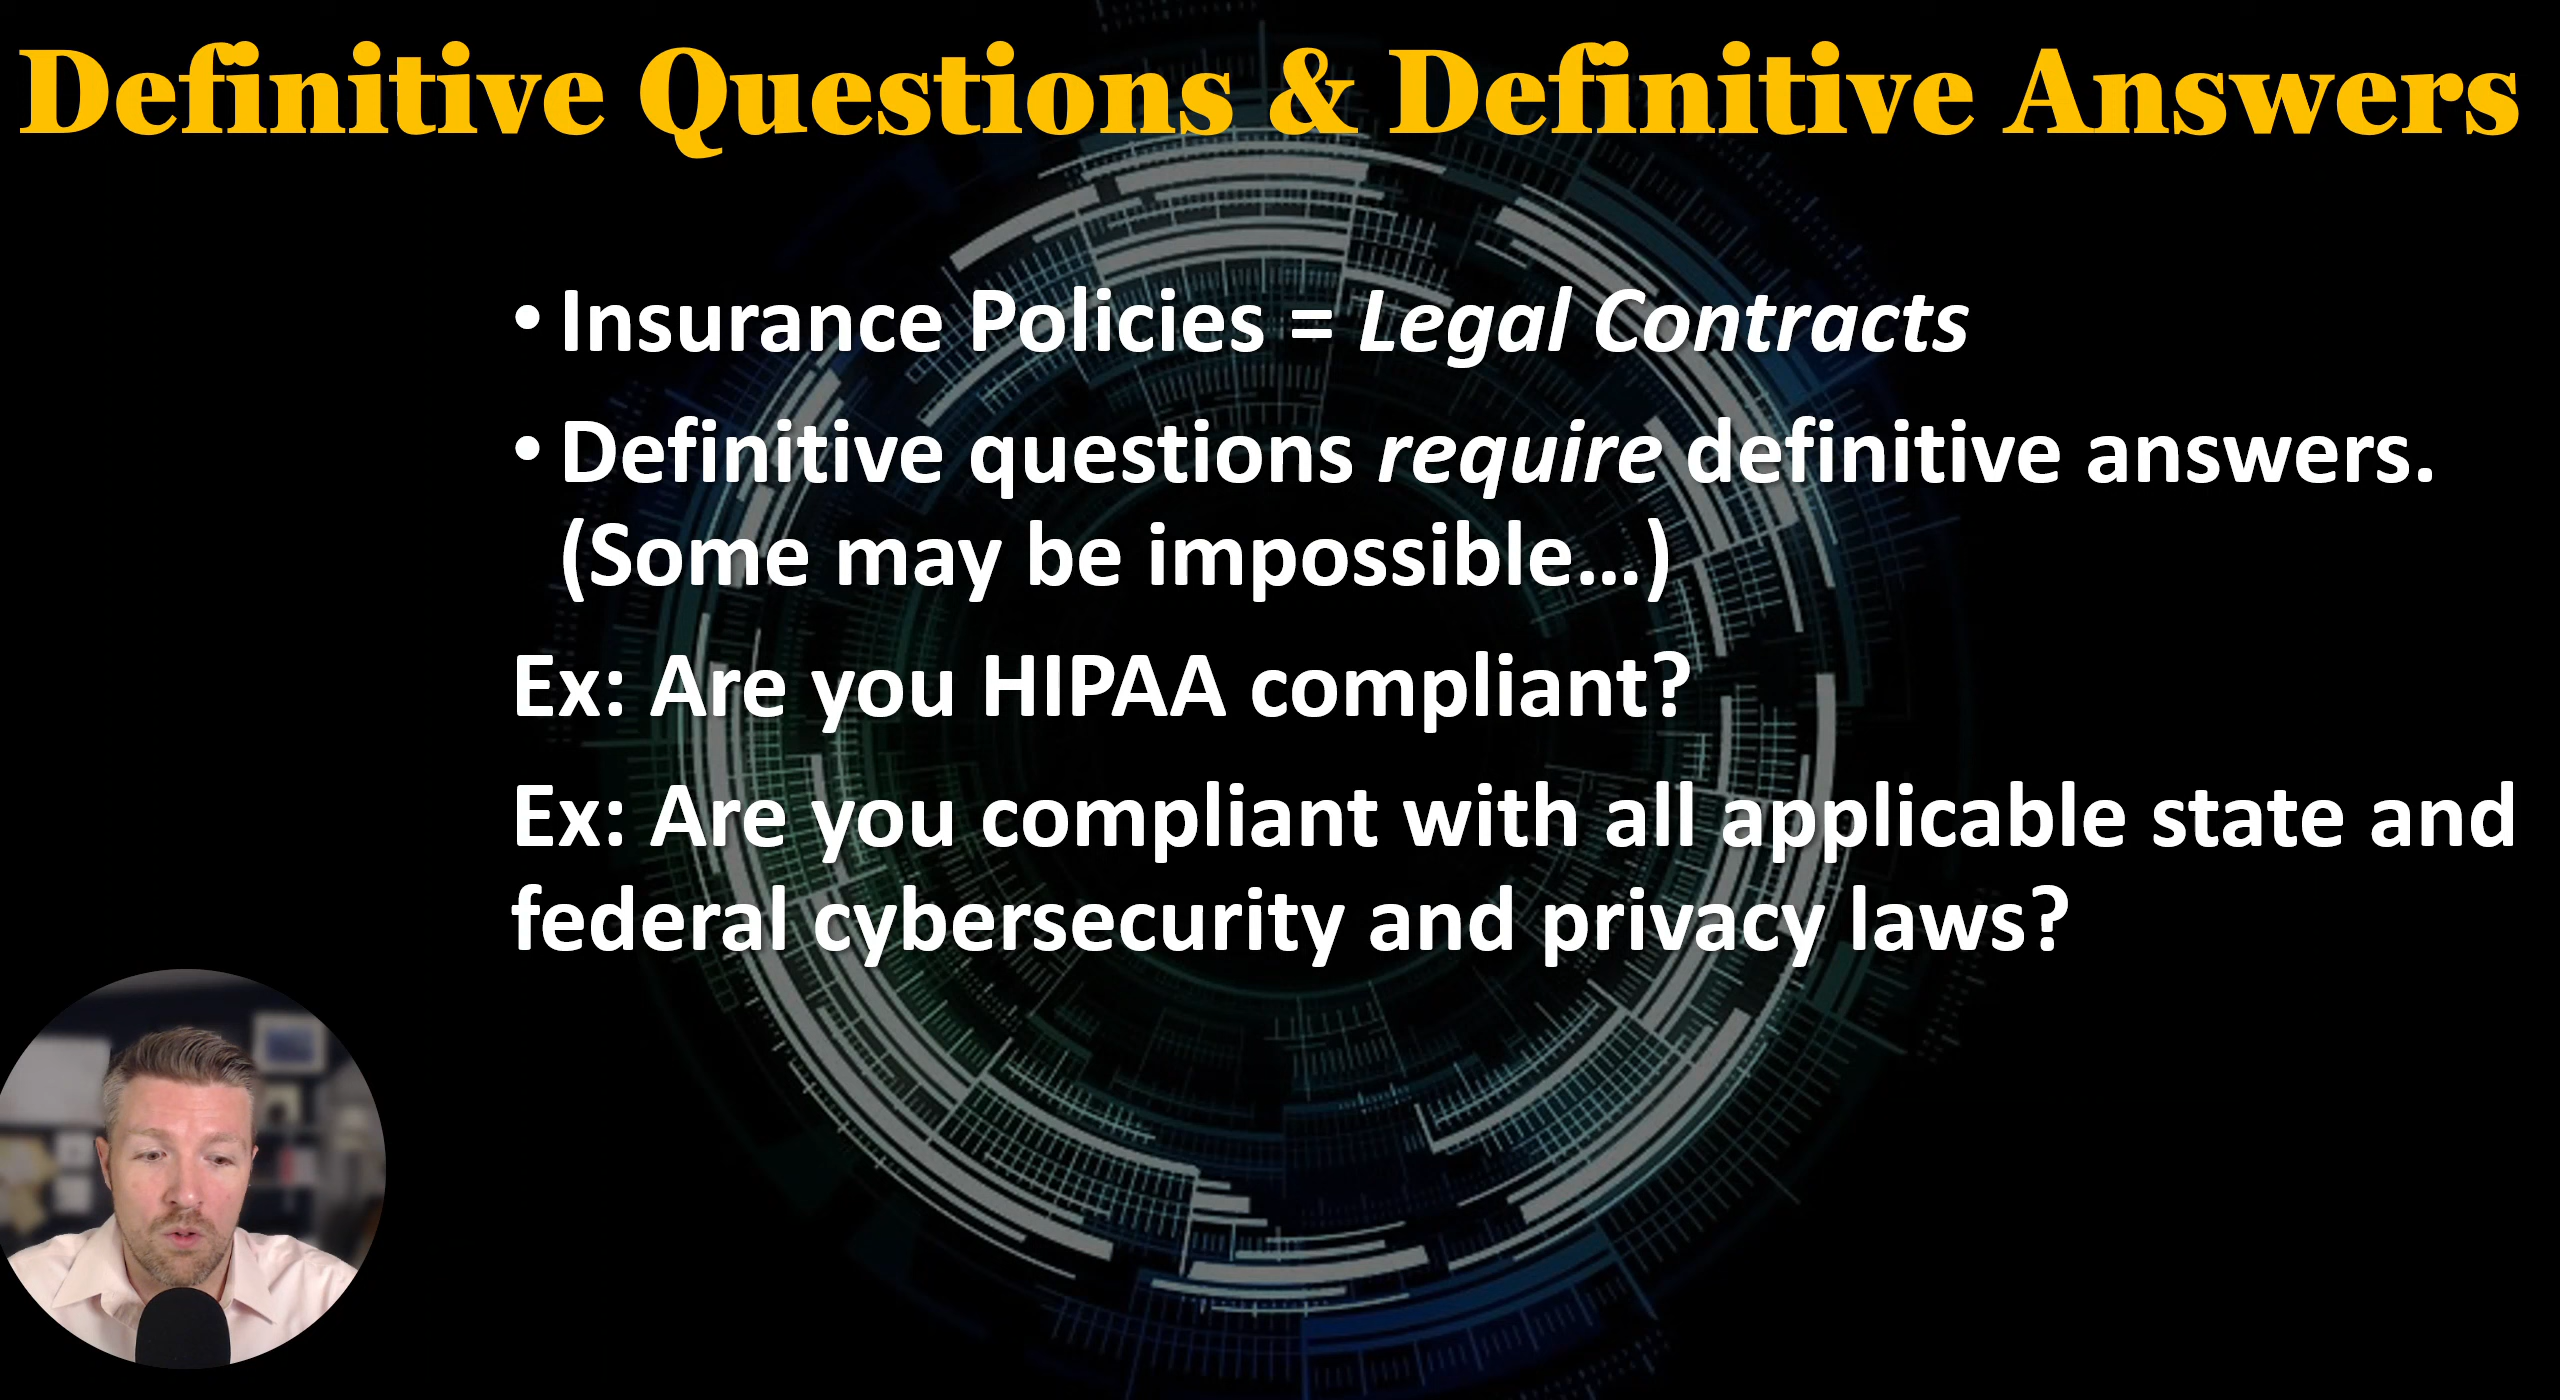 Definitive Questions & Definitive Answers
• Insurance Policies = Legal Contracts
• Definitive questions require definitive answers.
(Some may be impossible...)
Ex: Are you HIPAA compliant?
Ex: Are you compliant with all applicable state and
federal cybersecurity and privacy laws?